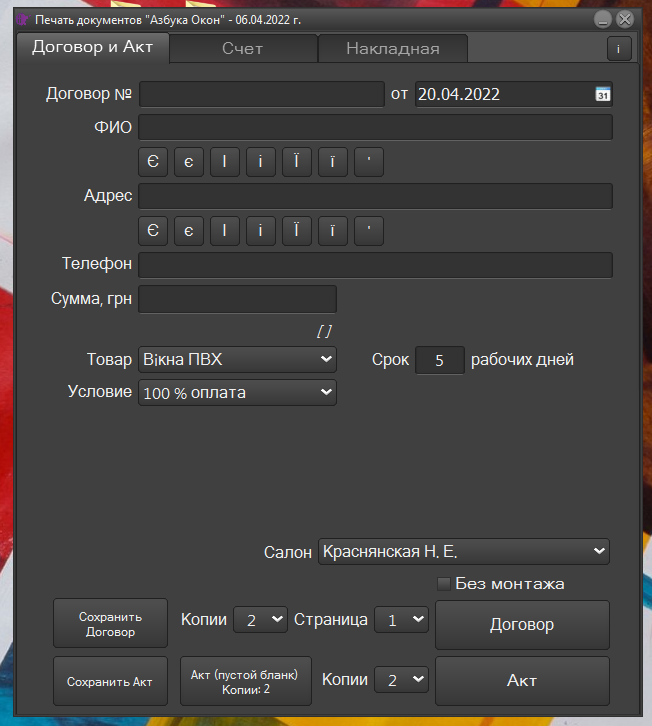 Печать документов "Азбука Окон" - 06.04.2022 г.
Договор и Акт Счет Накладная i
Договор № от 20.04.2022 31
ФИО
Є є І і Ї ї '
Адрес
Є є І і Ї ї '
Телефон
Сумма, грн
[ ]
Товар Вікна ПВХ Срок 5 рабочих дней
Условие 100 % оплата
Салон Краснянская Н. Е.
Без монтажа
Сохранить
Договор
Копии 2 Страница 1 Договор
Сохранить Акт
Акт (пустой бланк)
Копии: 2
Копии 2 Акт